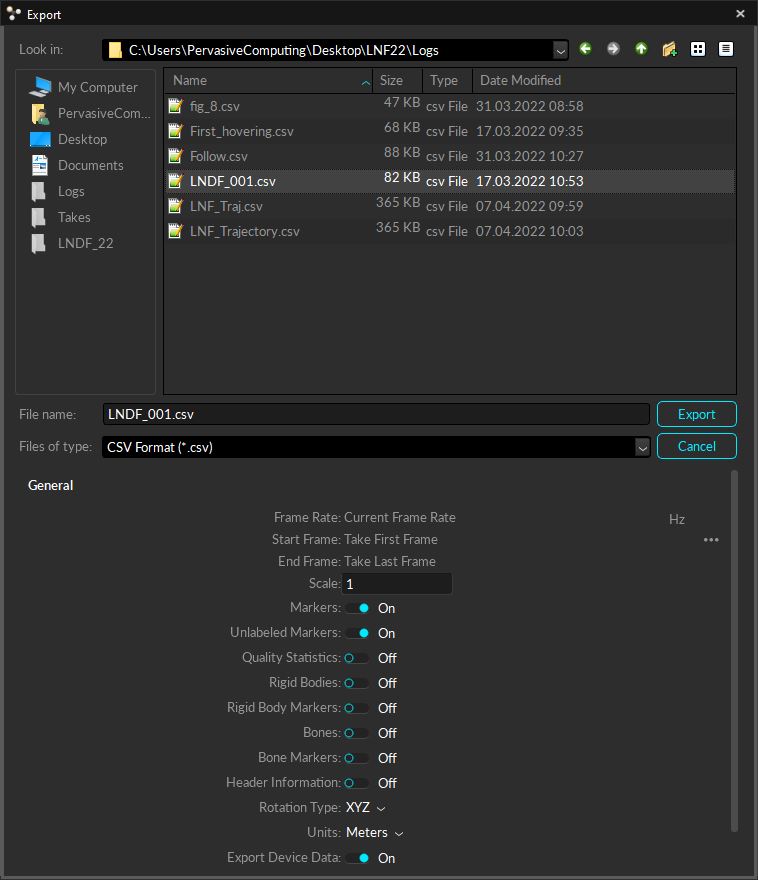 Export
Look in: C:\Users\PervasiveComputing\Desktop\LNF22\Logs
My Computer
PervasiveCom...
Desktop
Documents
Logs
Takes
LNDF_22
Name Size Type Date Modified
fig_8.csv 47 KB csv File 31.03.2022 08:58
First_hovering.csv 68 KB csv File 17.03.2022 09:35
Follow.csv 88 KB csv File 31.03.2022 10:27
LNDF_001.csv 82 KB csv File 17.03.2022 10:53
LNF_Traj.csv 365 KB csv File 07.04.2022 09:59
LNF_Trajectory.csv 365 KB csv File 07.04.2022 10:03
File name: LNDF_001.csv Export
Files of type: CSV Format (*.csv) Cancel
General
Frame Rate: Current Frame Rate Hz
Start Frame: Take First Frame •••
End Frame: Take Last Frame
Scale: 1
Markers: On
Unlabeled Markers: On
Quality Statistics: Off
Rigid Bodies: Off
Rigid Body Markers: Off
Bones: Off
Bone Markers: Off
Header Information: Off
Rotation Type: XYZ
Units: Meters
Export Device Data: On